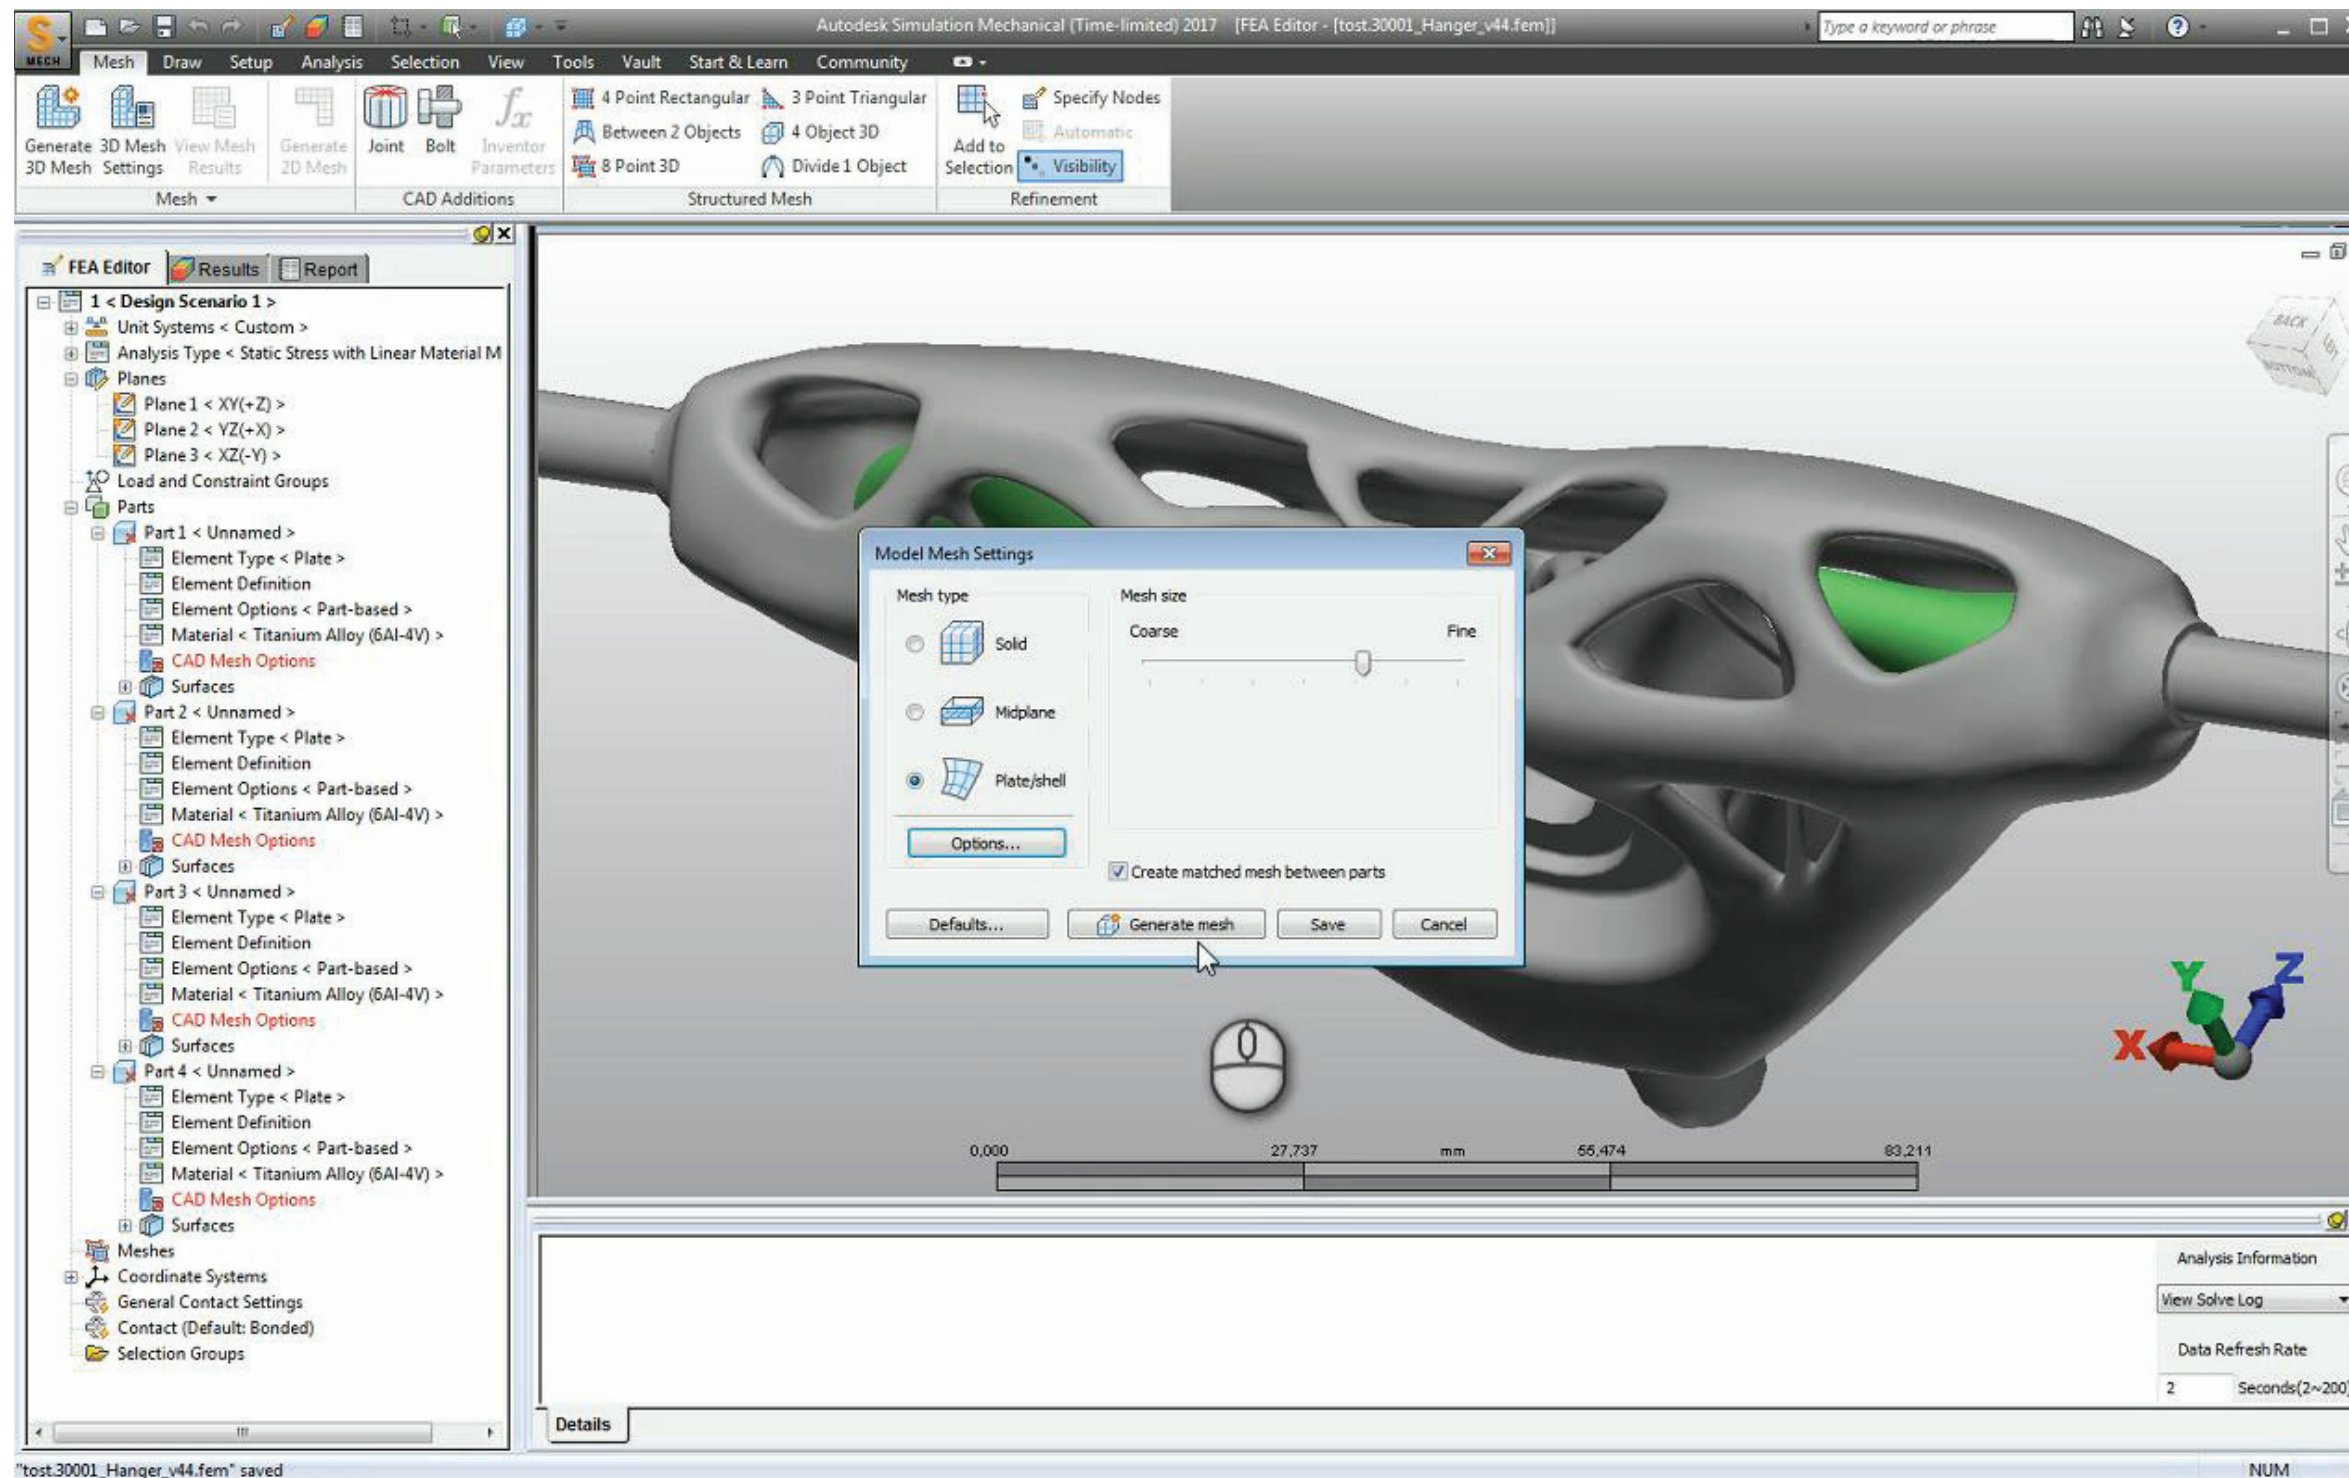 Autodesk Simulation Mechanical (Time-limited) 2017 [FEA Editor - [tost.30001_Hanger_v44.fem]]
Type a keyword or phrase
MECH
Mesh Draw Setup Analysis Selection View Tools Vault Start & Learn Community
Generate 3D Mesh
3D Mesh Settings
View Mesh Results
Generate 2D Mesh
Mesh
Joint
Bolt
Inventor Parameters
CAD Additions
4 Point Rectangular
3 Point Triangular
Between 2 Objects
4 Object 3D
8 Point 3D
Divide 1 Object
Structured Mesh
Add to Selection
Specify Nodes
Automatic
Visibility
Refinement
FEA Editor Results Report
1 < Design Scenario 1 >
Unit Systems < Custom >
Analysis Type < Static Stress with Linear Material M
Planes
Plane 1 < XY(+Z) >
Plane 2 < YZ(+X) >
Plane 3 < XZ(-Y) >
Load and Constraint Groups
Parts
Part 1 < Unnamed >
Element Type < Plate >
Element Definition
Element Options < Part-based >
Material < Titanium Alloy (6Al-4V) >
CAD Mesh Options
Surfaces
Part 2 < Unnamed >
Element Type < Plate >
Element Definition
Element Options < Part-based >
Material < Titanium Alloy (6Al-4V) >
CAD Mesh Options
Surfaces
Part 3 < Unnamed >
Element Type < Plate >
Element Definition
Element Options < Part-based >
Material < Titanium Alloy (6Al-4V) >
CAD Mesh Options
Surfaces
Part 4 < Unnamed >
Element Type < Plate >
Element Definition
Element Options < Part-based >
Material < Titanium Alloy (6Al-4V) >
CAD Mesh Options
Surfaces
Meshes
Coordinate Systems
General Contact Settings
Contact (Default: Bonded)
Selection Groups
BACK
BOTTOM
Model Mesh Settings
Mesh type
Solid
Midplane
Plate/shell
Options...
Mesh size
Coarse Fine
Create matched mesh between parts
Defaults... Generate mesh Save Cancel
X Y Z
0,000 27,737 mm 55,474 83,211
Analysis Information
View Solve Log
Data Refresh Rate
2 Seconds(2~200)
Details
"tost.30001_Hanger_v44.fem" saved
NUM